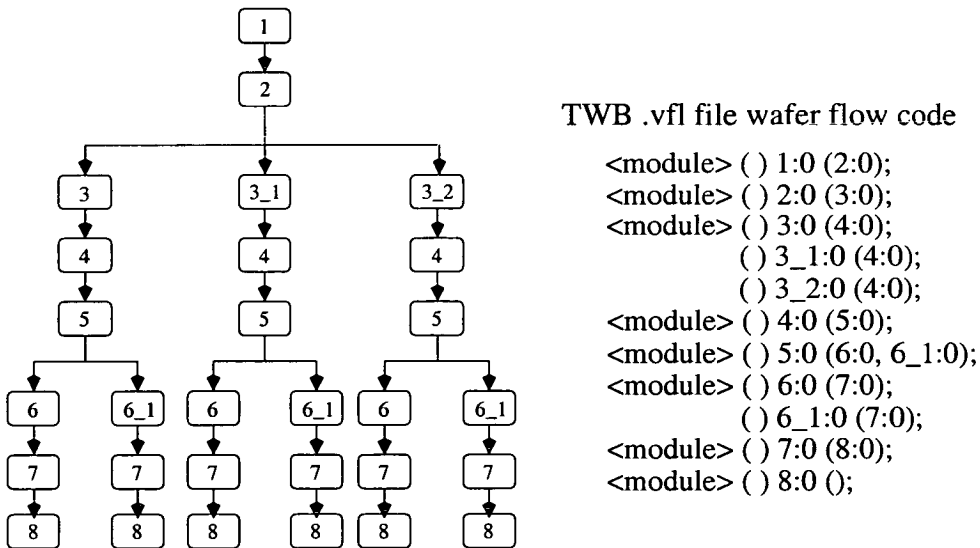 1
2
3 3_1 3_2
4 4 4
5 5 5
6 6_1 6 6_1 6 6_1
7 7 7 7 7 7
8 8 8 8 8 8
TWB .vfl file wafer flow code
<module> ( ) 1:0 (2:0);
<module> ( ) 2:0 (3:0);
<module> ( ) 3:0 (4:0);
( ) 3_1:0 (4:0);
( ) 3_2:0 (4:0);
<module> ( ) 4:0 (5:0);
<module> ( ) 5:0 (6:0, 6_1:0);
<module> ( ) 6:0 (7:0);
( ) 6_1:0 (7:0);
<module> ( ) 7:0 (8:0);
<module> ( ) 8:0 ();